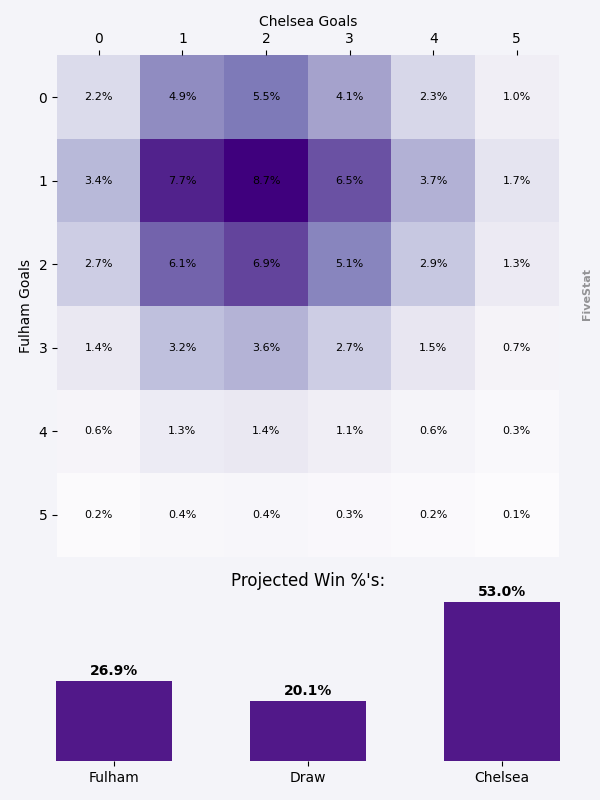 Chelsea Goals
0 1 2 3 4 5
Fulham Goals
0 2.2% 4.9% 5.5% 4.1% 2.3% 1.0%
1 3.4% 7.7% 8.7% 6.5% 3.7% 1.7%
2 2.7% 6.1% 6.9% 5.1% 2.9% 1.3%
3 1.4% 3.2% 3.6% 2.7% 1.5% 0.7%
4 0.6% 1.3% 1.4% 1.1% 0.6% 0.3%
5 0.2% 0.4% 0.4% 0.3% 0.2% 0.1%
FiveStat
Projected Win %'s:
26.9% 20.1% 53.0%
Fulham Draw Chelsea